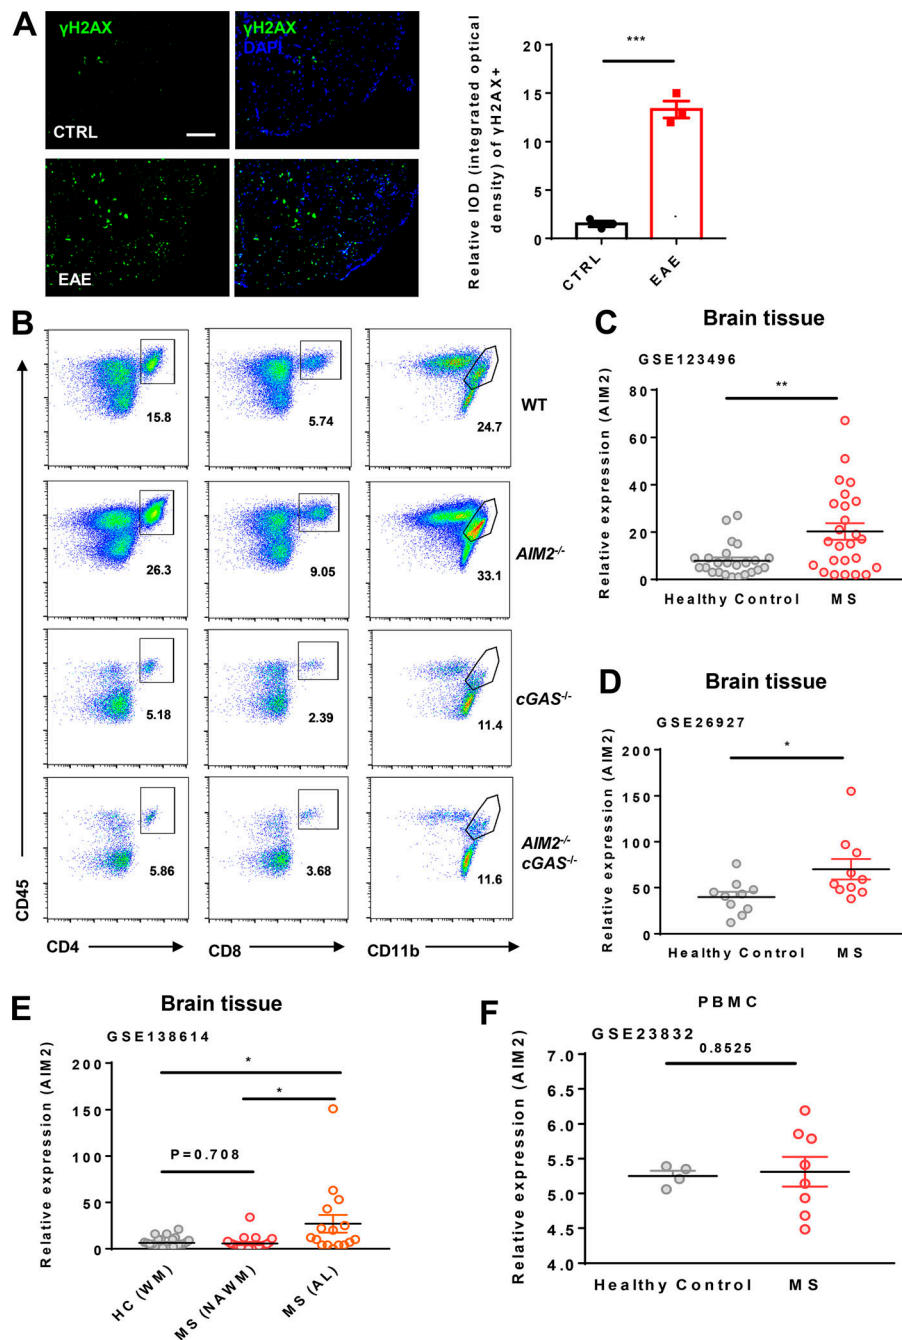 A
γH2AX
γH2AX
DAPI
CTRL
EAE
Relative IOD (integrated optical
density) of γH2AX+
20
15
10
5
0
***
CTRL
EAE
B
15.8
5.74
24.7
WT
26.3
9.05
33.1
AIM2-/-
5.18
2.39
11.4
cGAS-/-
5.86
3.68
11.6
AIM2-/-
cGAS-/-
CD45
CD4
CD8
CD11b
C
Brain tissue
GSE123496
Relative expression (AIM2)
80
60
40
20
0
**
Healthy Control
MS
D
Brain tissue
GSE26927
Relative expression (AIM2)
200
150
100
50
0
*
Healthy Control
MS
E
Brain tissue
GSE138614
Relative expression (AIM2)
200
150
100
50
0
*
*
P=0.708
HC (WM)
MS (NAWM)
MS (AL)
F
PBMC
GSE23832
0.8525
Relative expression (AIM2)
7.0
6.5
6.0
5.5
5.0
4.5
4.0
Healthy Control
MS